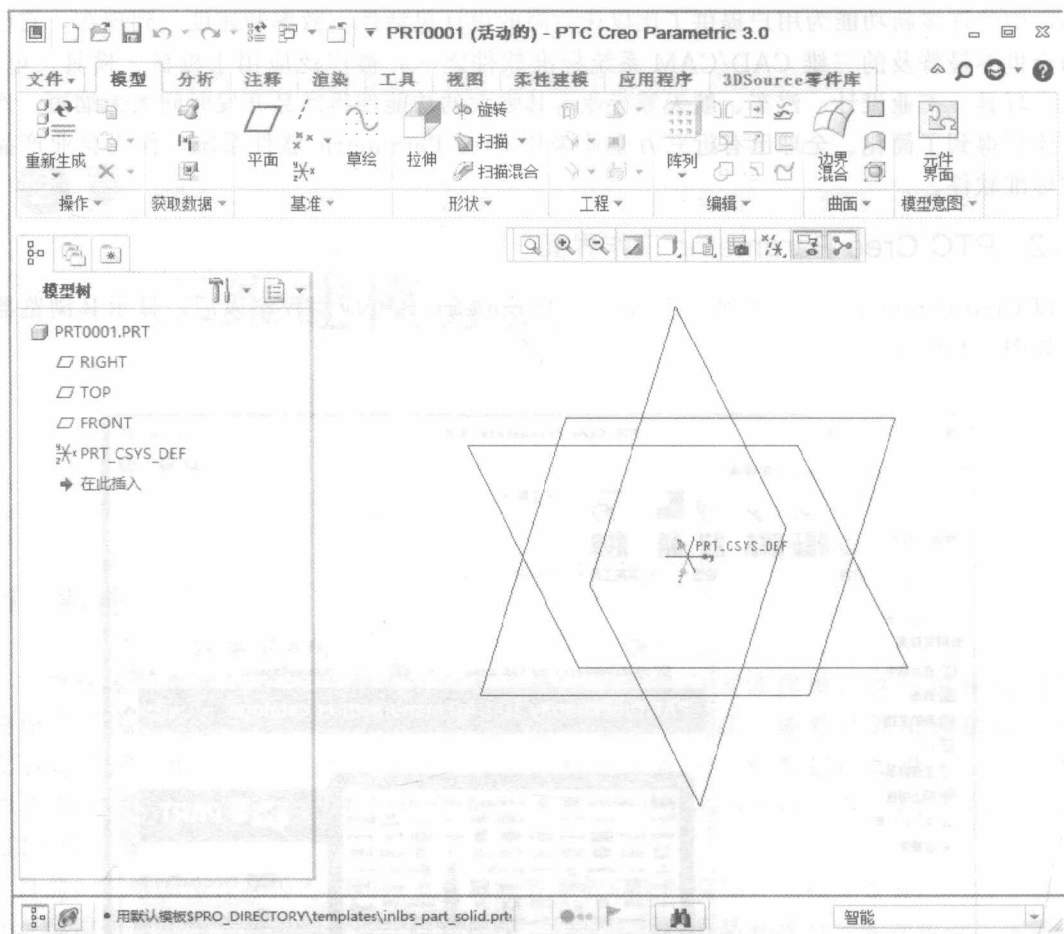 PRT0001 (活动的) - PTC Creo Parametric 3.0
文件 模型 分析 注释 渲染 工具 视图 柔性建模 应用程序 3DSource零件库
重新生成 平面 草绘 拉伸 旋转 扫描 扫描混合 阵列 边界混合 元件界面
操作 获取数据 基准 形状 工程 编辑 曲面 模型意图
模型树
PRT0001.PRT
RIGHT
TOP
FRONT
PRT_CSYS_DEF
在此插入
PRT_CSYS_DEF
用默认模板$PRO_DIRECTORY\templates\inlbs_part_solid.prt
智能